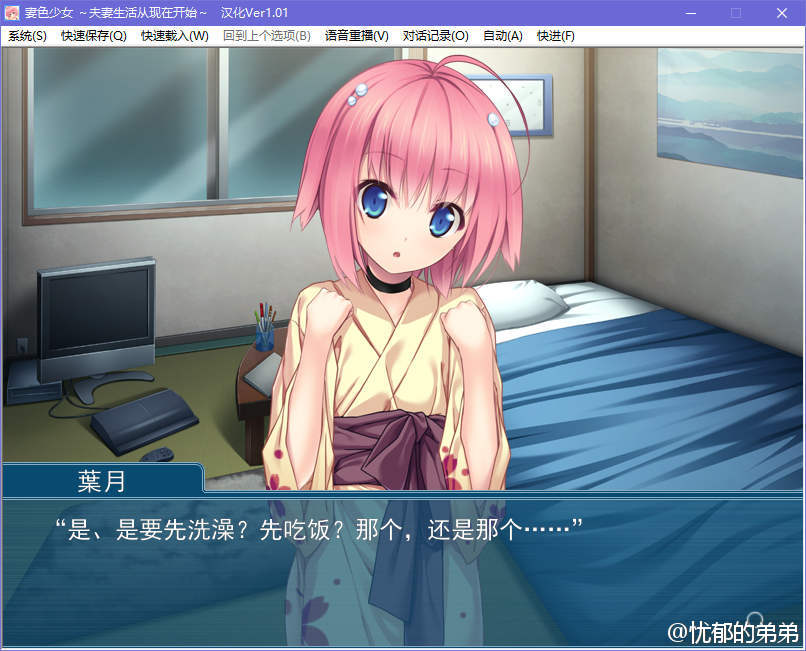 妻色少女 ～夫妻生活从现在开始～ 汉化Ver1.01
系统(S) 快速保存(Q) 快速载入(W) 回到上个选项(B) 语音重播(V) 对话记录(O) 自动(A) 快进(F)
葉月
“是、是要先洗澡？先吃饭？那个，还是那个……”
@忧郁的弟弟